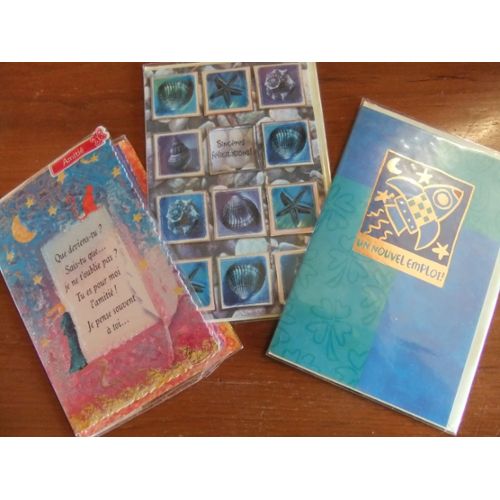 Amitié
Que deviens-tu ?
Sais-tu que...
je ne t'oublie pas ?
Tu es pour moi
l'amitié !
Je pense souvent
à toi...
SINCÈRES
FÉLICITATIONS!
UN NOUVEL EMPLOI!